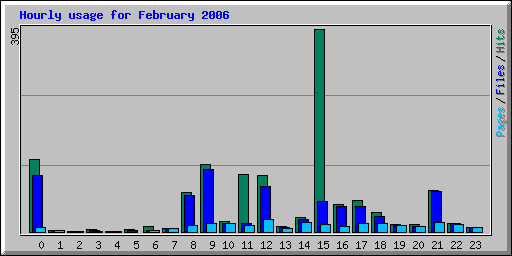 Hourly usage for February 2006
395
Pages / Files / Hits
0 1 2 3 4 5 6 7 8 9 10 11 12 13 14 15 16 17 18 19 20 21 22 23